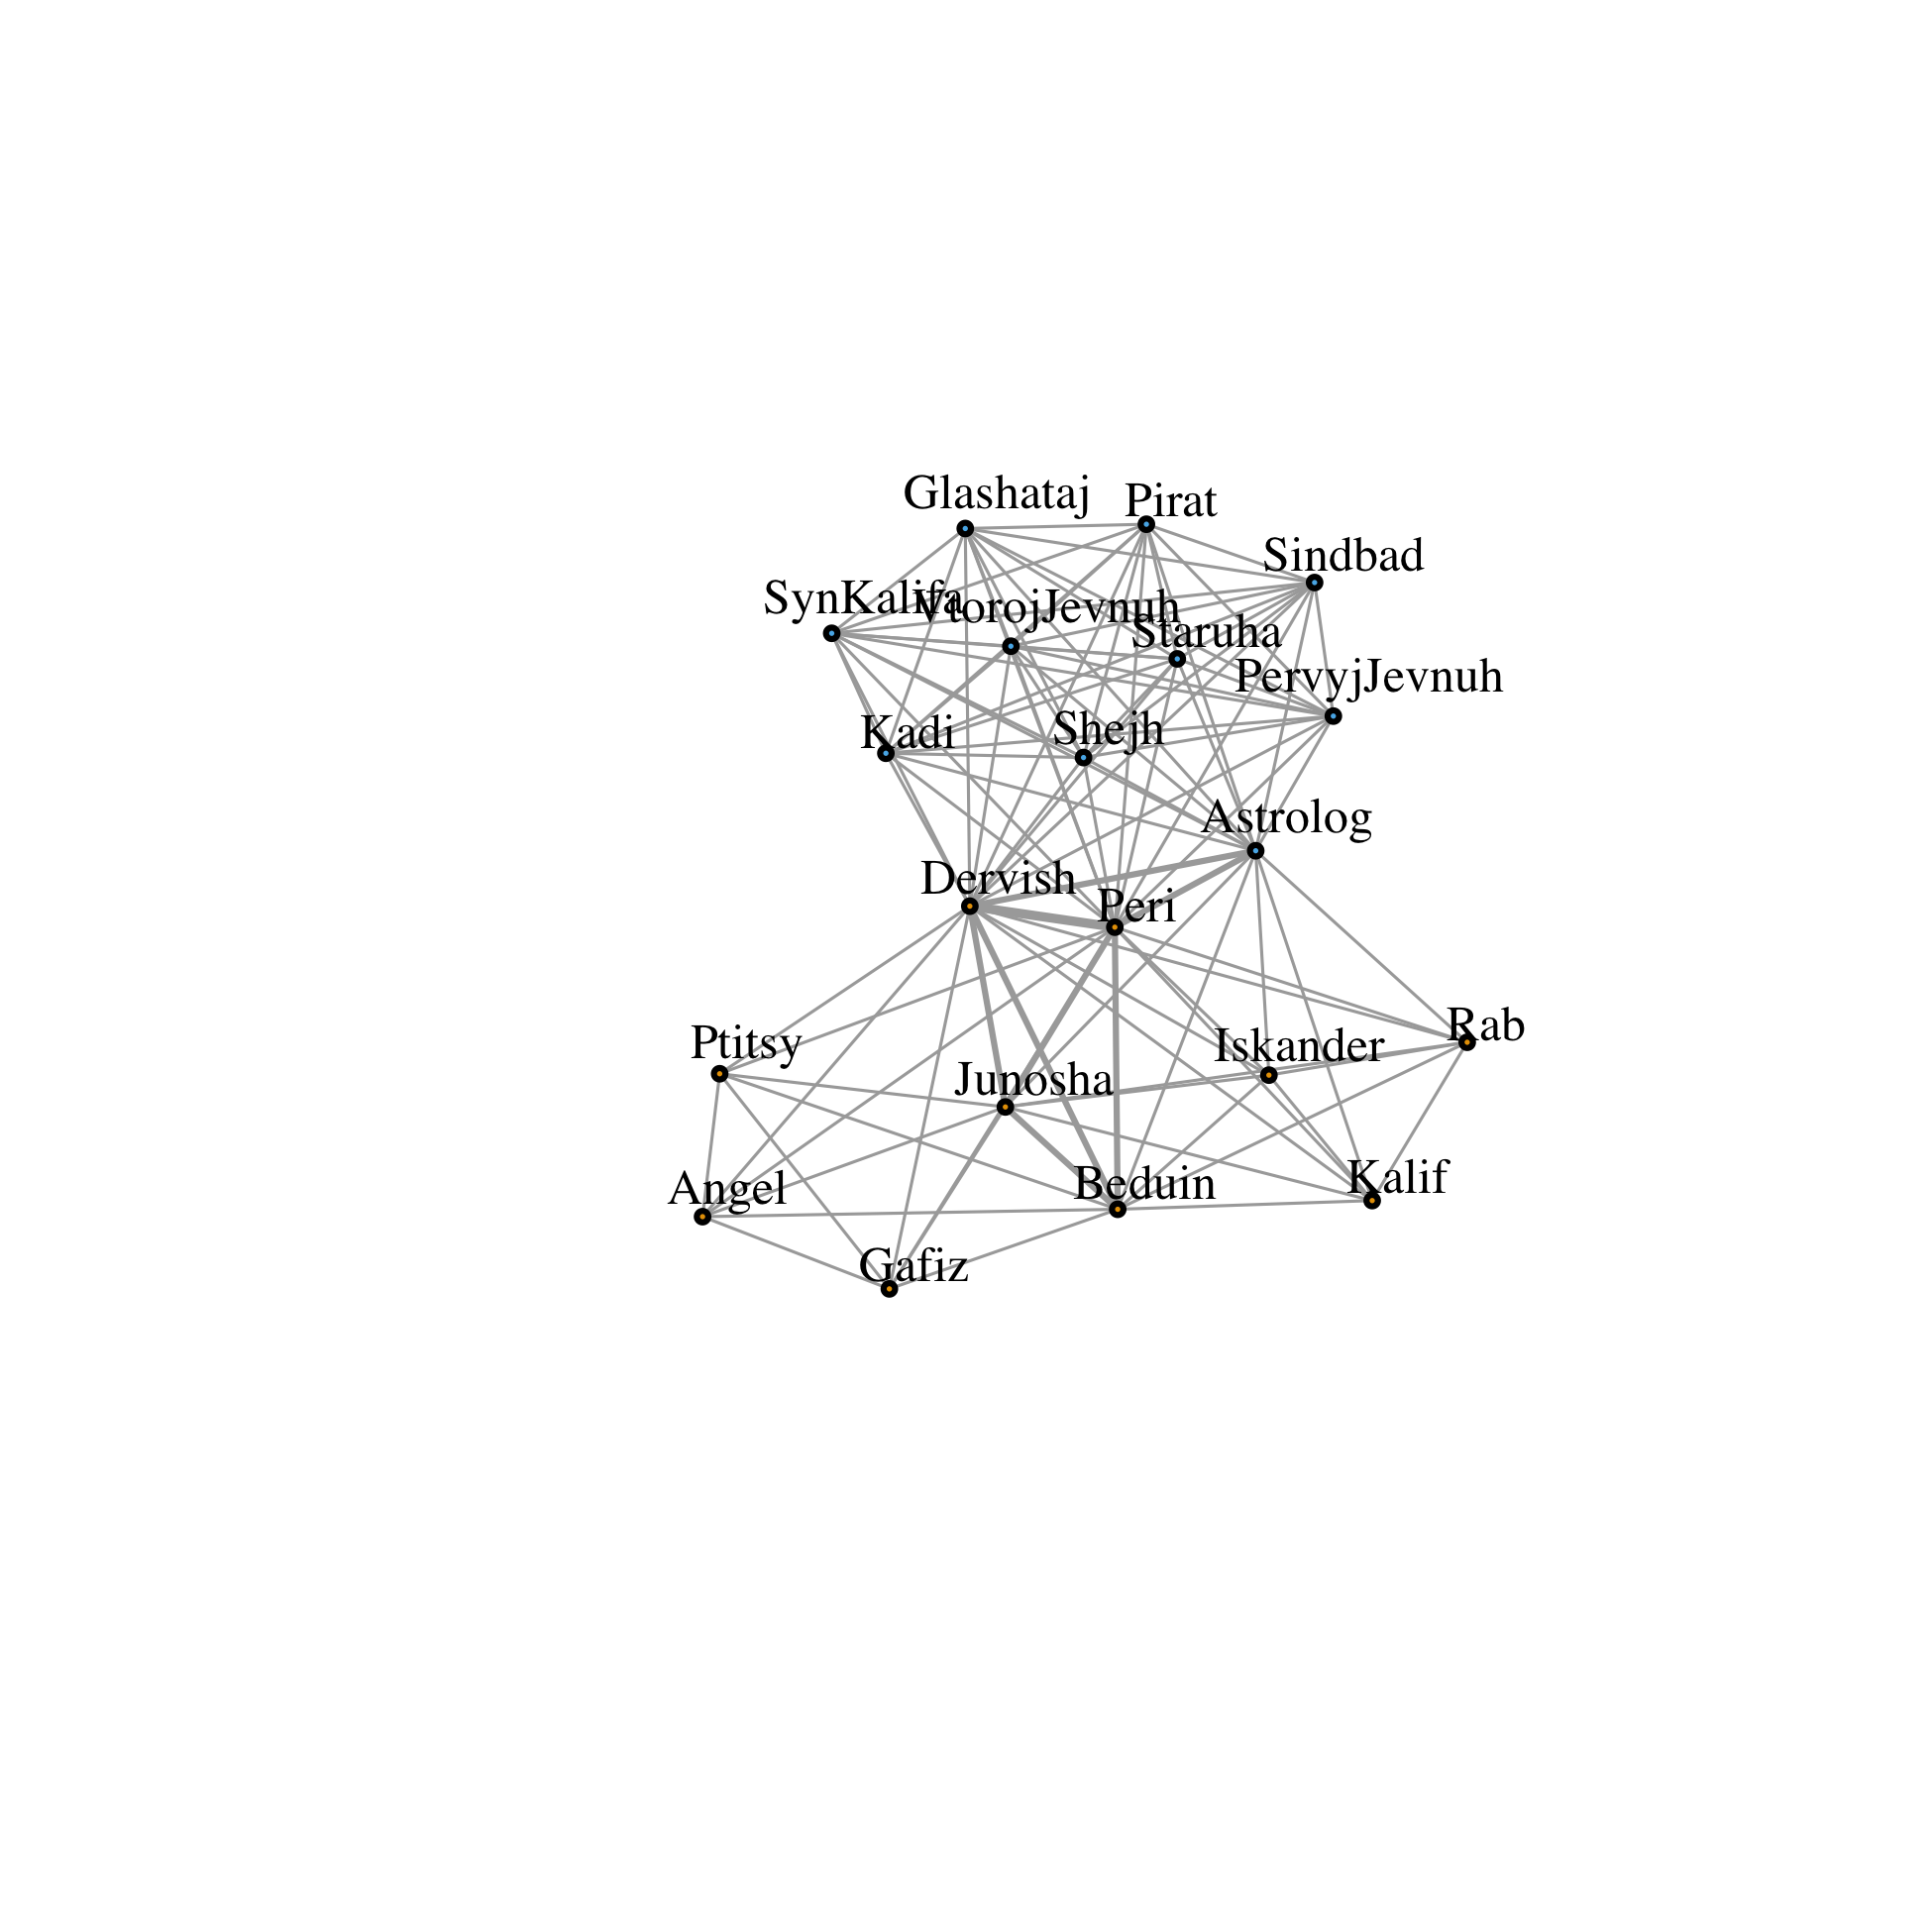 Glashataj
Pirat
Sindbad
SynKalifa
VtorojJevnuh
Staruha
PervyjJevnuh
Kadi
Shejh
Astrolog
Dervish
Peri
Rab
Ptitsy
Iskander
Junosha
Kalif
Angel
Beduin
Gafiz